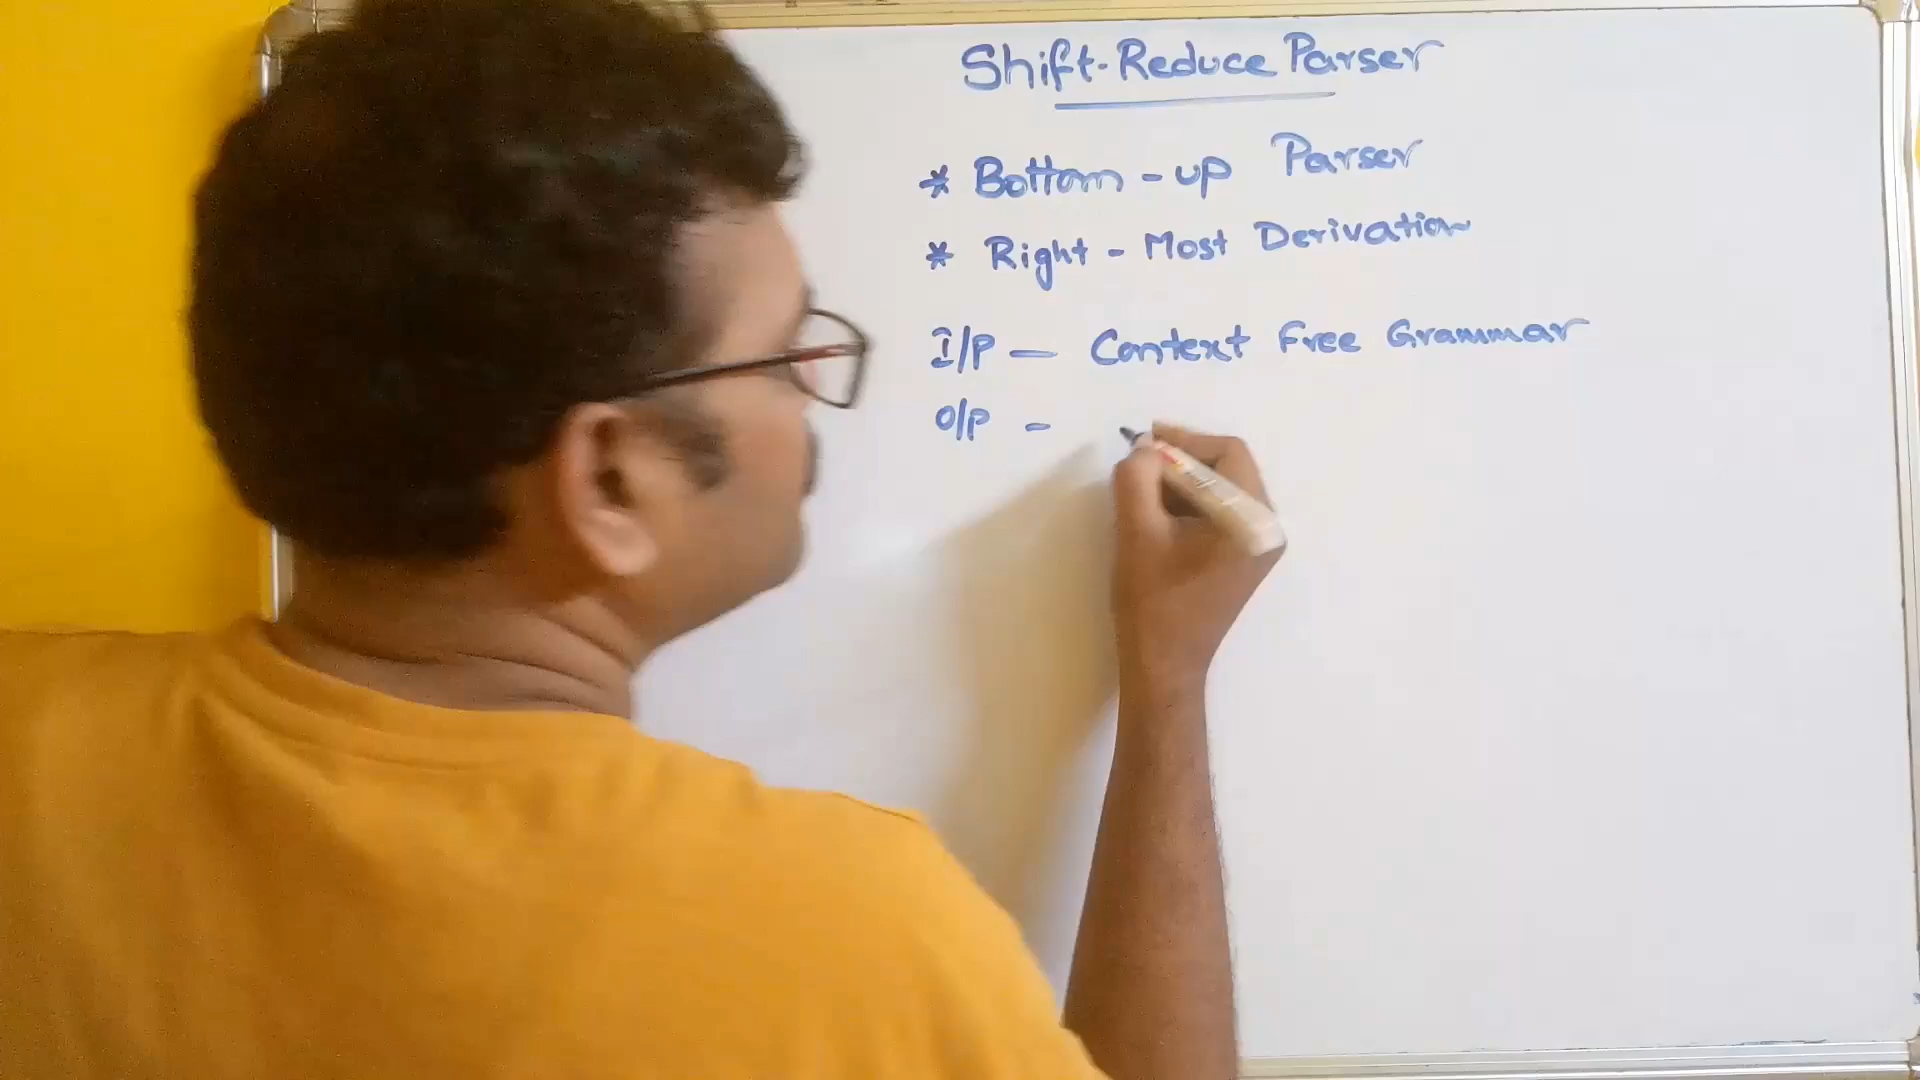 Shift-Reduce Parser
* Bottom-up Parser
* Right-Most Derivation
I/P — Context Free Grammar
O/P -